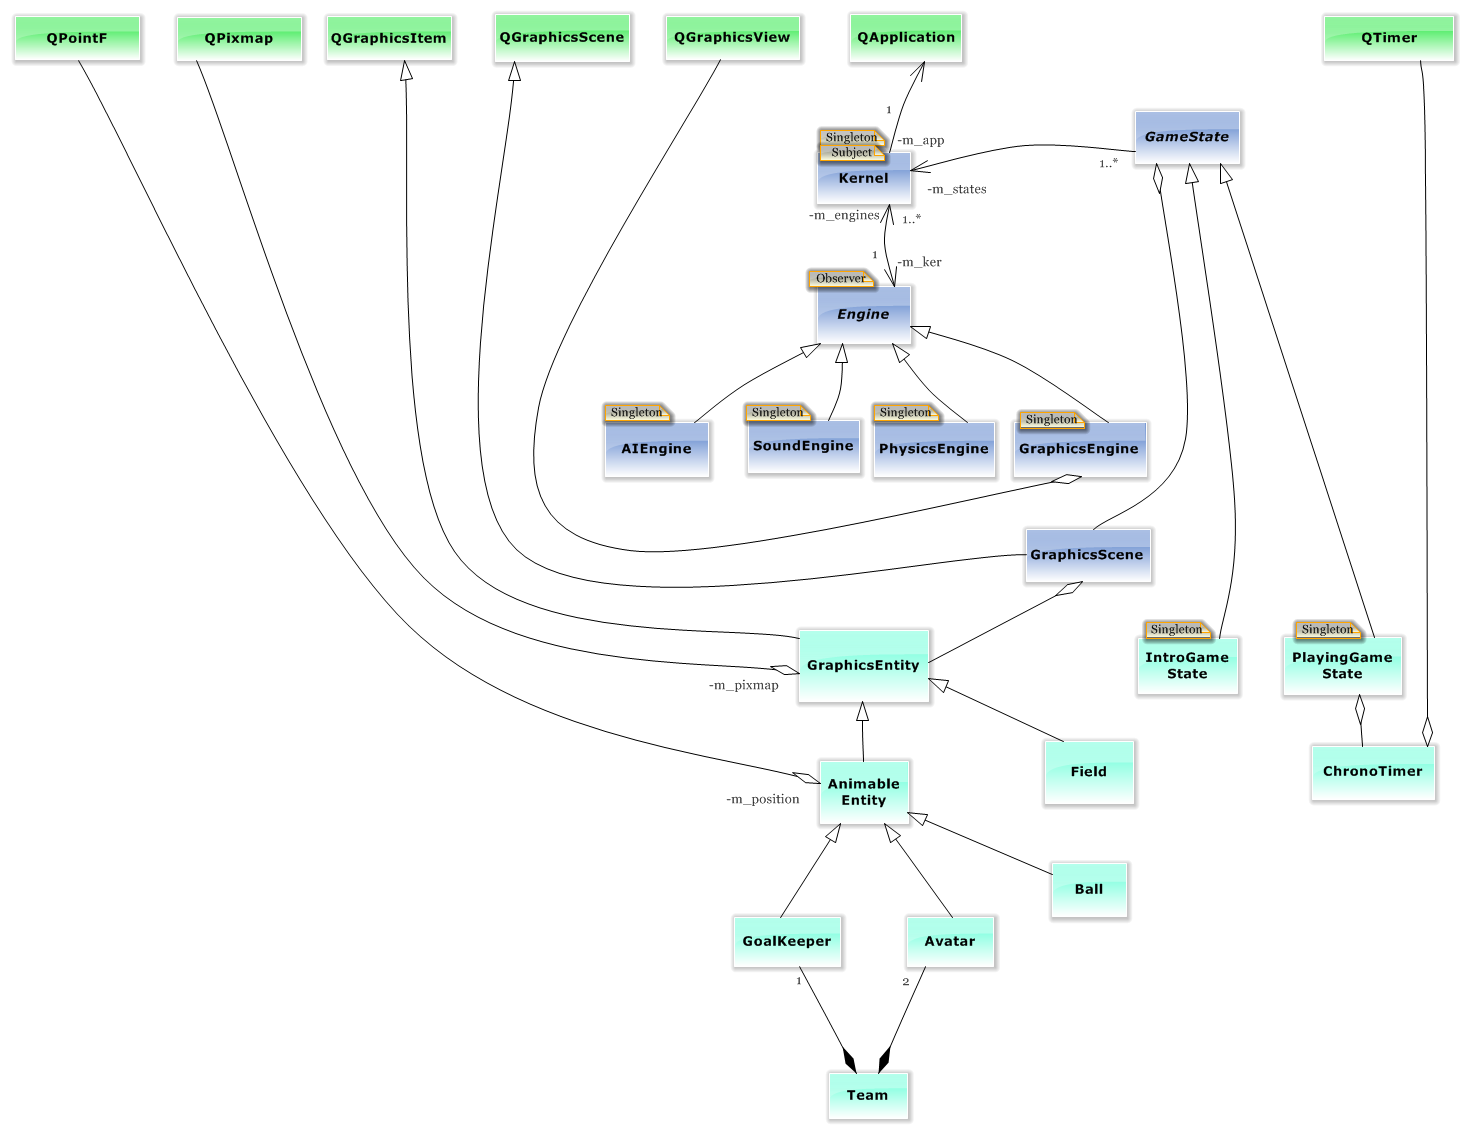 QPointF
QPixmap
QGraphicsItem
QGraphicsScene
QGraphicsView
QApplication
QTimer
1
-m_app
Singleton
Subject
Kernel
GameState
1..*
-m_states
-m_engines
1..*
1
-m_ker
Observer
Engine
Singleton
AIEngine
Singleton
SoundEngine
Singleton
PhysicsEngine
Singleton
GraphicsEngine
GraphicsScene
GraphicsEntity
-m_pixmap
Singleton
IntroGame
State
Singleton
PlayingGame
State
Field
ChronoTimer
Animable
Entity
-m_position
Ball
GoalKeeper
Avatar
1
2
Team